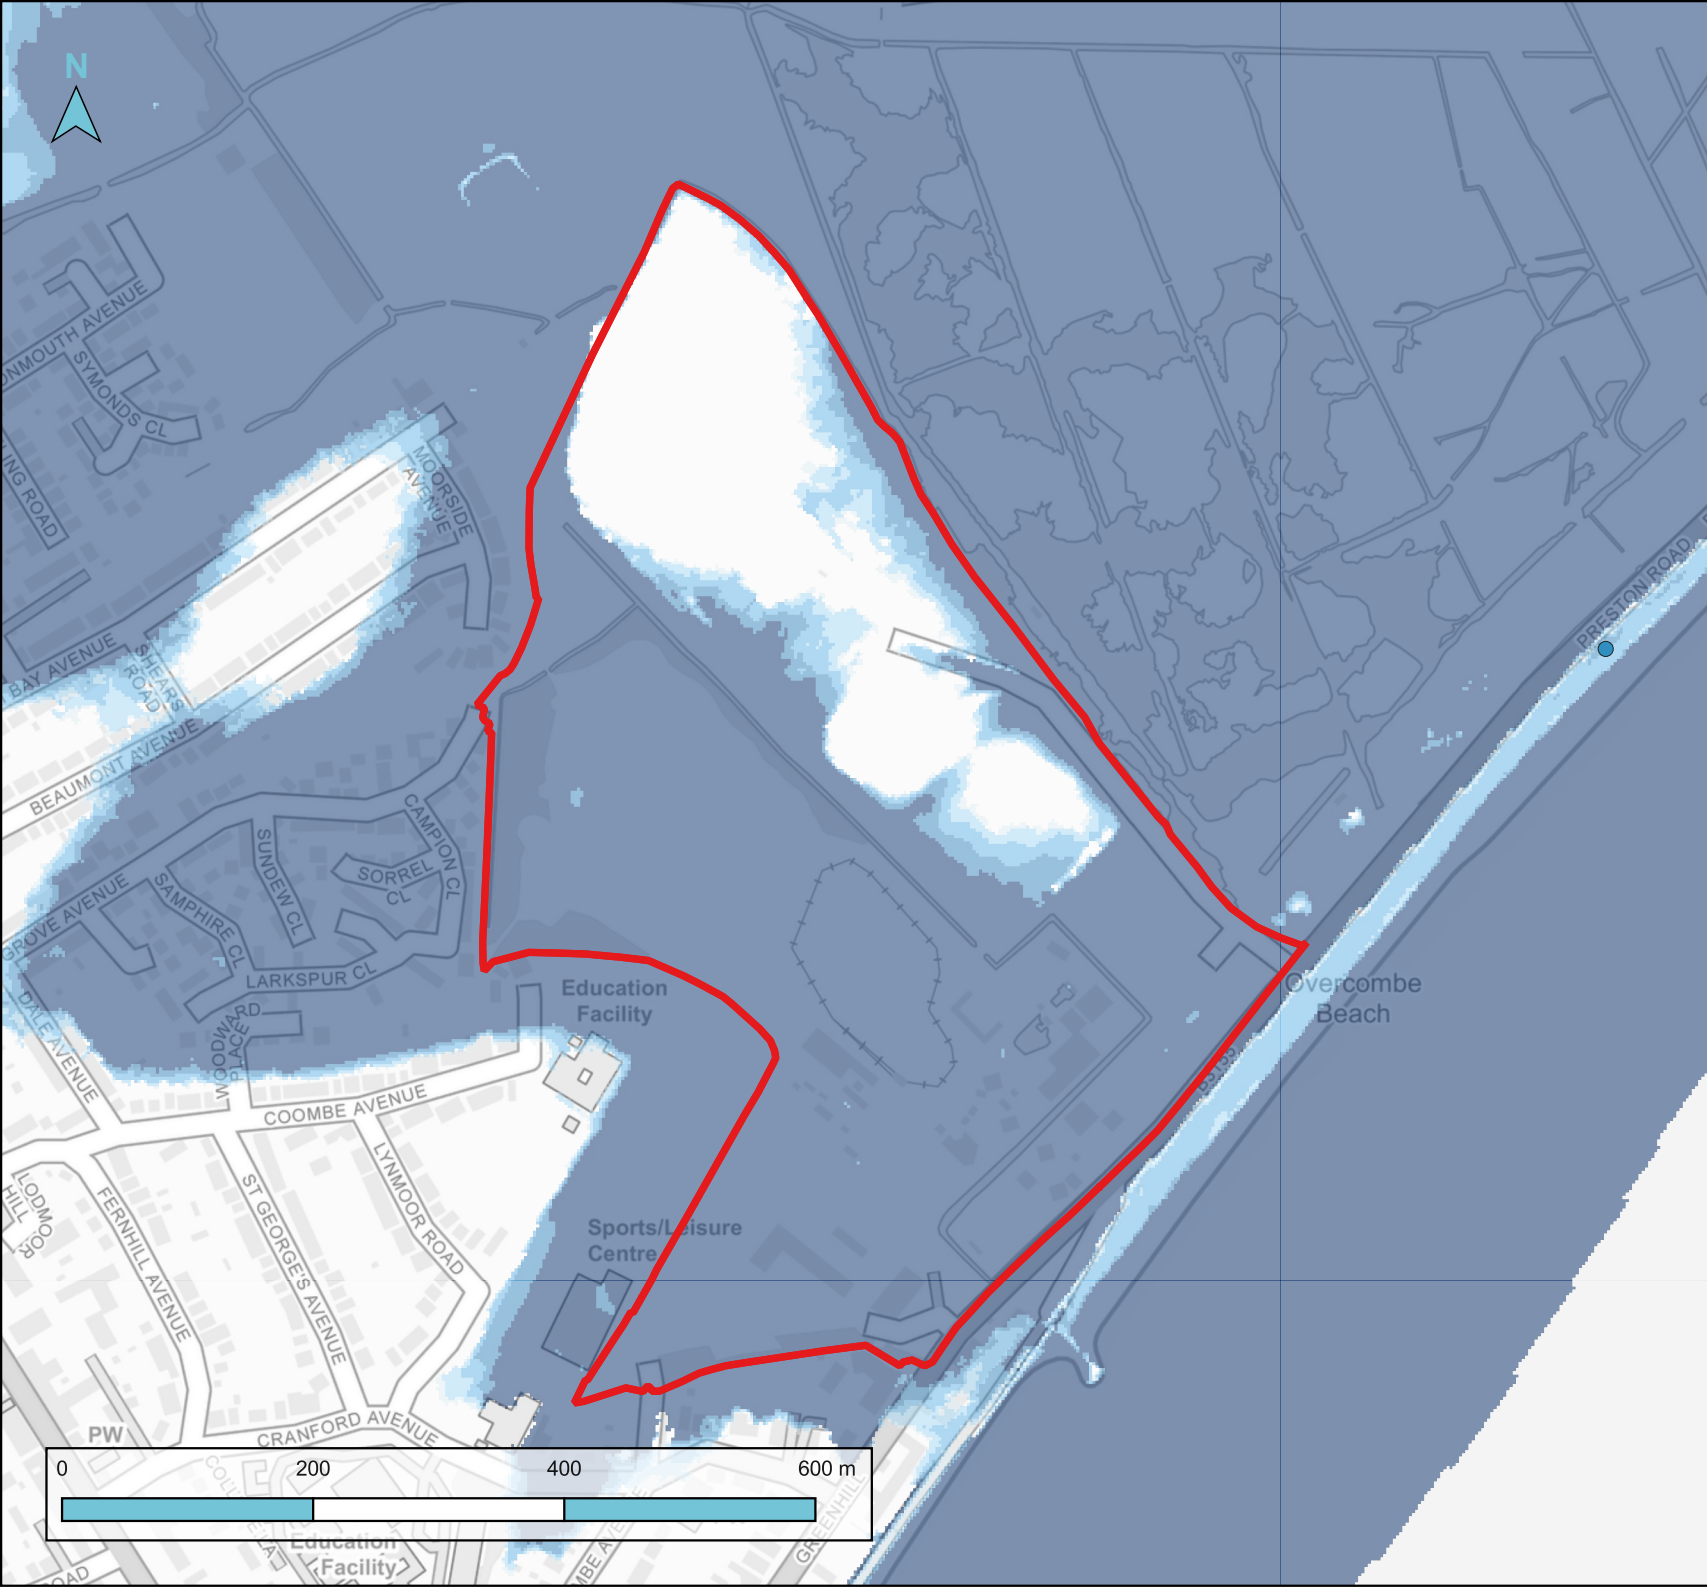 N
MONMOUTH AVENUE
SYMONDS CL
MOORSIDE
AVENUE
BAY AVENUE
SHEARS
ROAD
PRESTON ROAD
BEAUMONT AVENUE
CAMPION CL
SUNDEW CL
SORREL
CL
GROVE AVENUE
SAMPHIRE CL
LARKSPUR CL
Education
Facility
Overcombe
Beach
DALE AVENUE
WOODWARD
PLACE
COOMBE AVENUE
LYNMOOR ROAD
LODMOOR
HILL
FERNHILL AVENUE
ST GEORGE'S AVENUE
Sports/Leisure
Centre
PW
CRANFORD AVENUE
0 200 400 600 m
GREENHILL
Education
Facility
ROAD